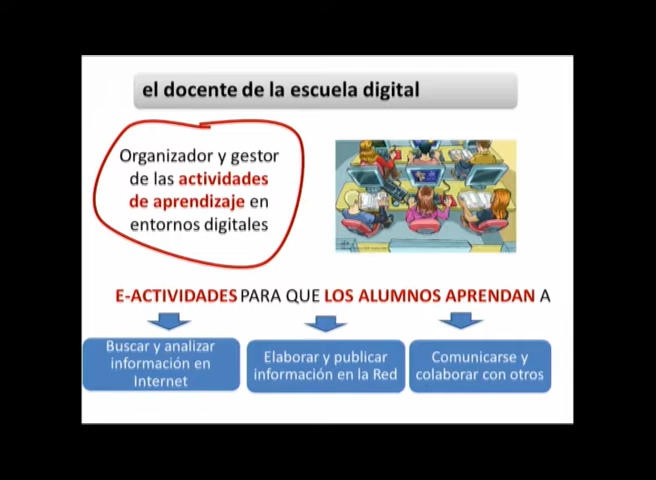 el docente de la escuela digital
Organizador y gestor
de las actividades
de aprendizaje en
entornos digitales
E-ACTIVIDADES PARA QUE LOS ALUMNOS APRENDAN A
Buscar y analizar
información en
Internet
Elaborar y publicar
información en la Red
Comunicarse y
colaborar con otros